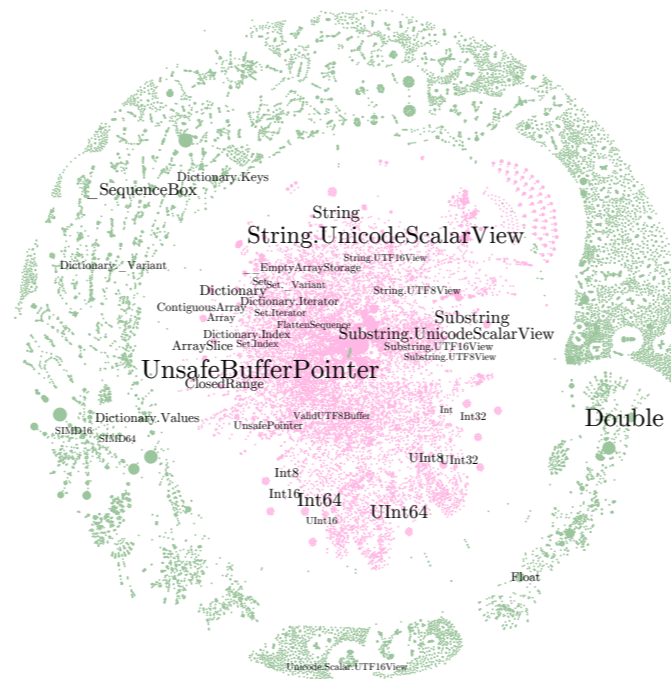 Dictionary.Keys
_SequenceBox
String
String.UnicodeScalarView
String.UTF16View
Dictionary._Variant
__EmptyArrayStorage
Set
Set._Variant
Dictionary
String.UTF8View
Dictionary.Iterator
ContiguousArray
Set.Iterator
Array
Substring
FlattenSequence
Dictionary.Index
Substring.UnicodeScalarView
ArraySlice
Set.Index
Substring.UTF16View
Substring.UTF8View
UnsafeBufferPointer
ClosedRange
Int
Dictionary.Values
ValidUTF8Buffer
Int32
Double
UnsafePointer
SIMD16
SIMD64
UInt8
UInt32
Int8
Int16
Int64
UInt64
UInt16
Float
Unicode.Scalar.UTF16View